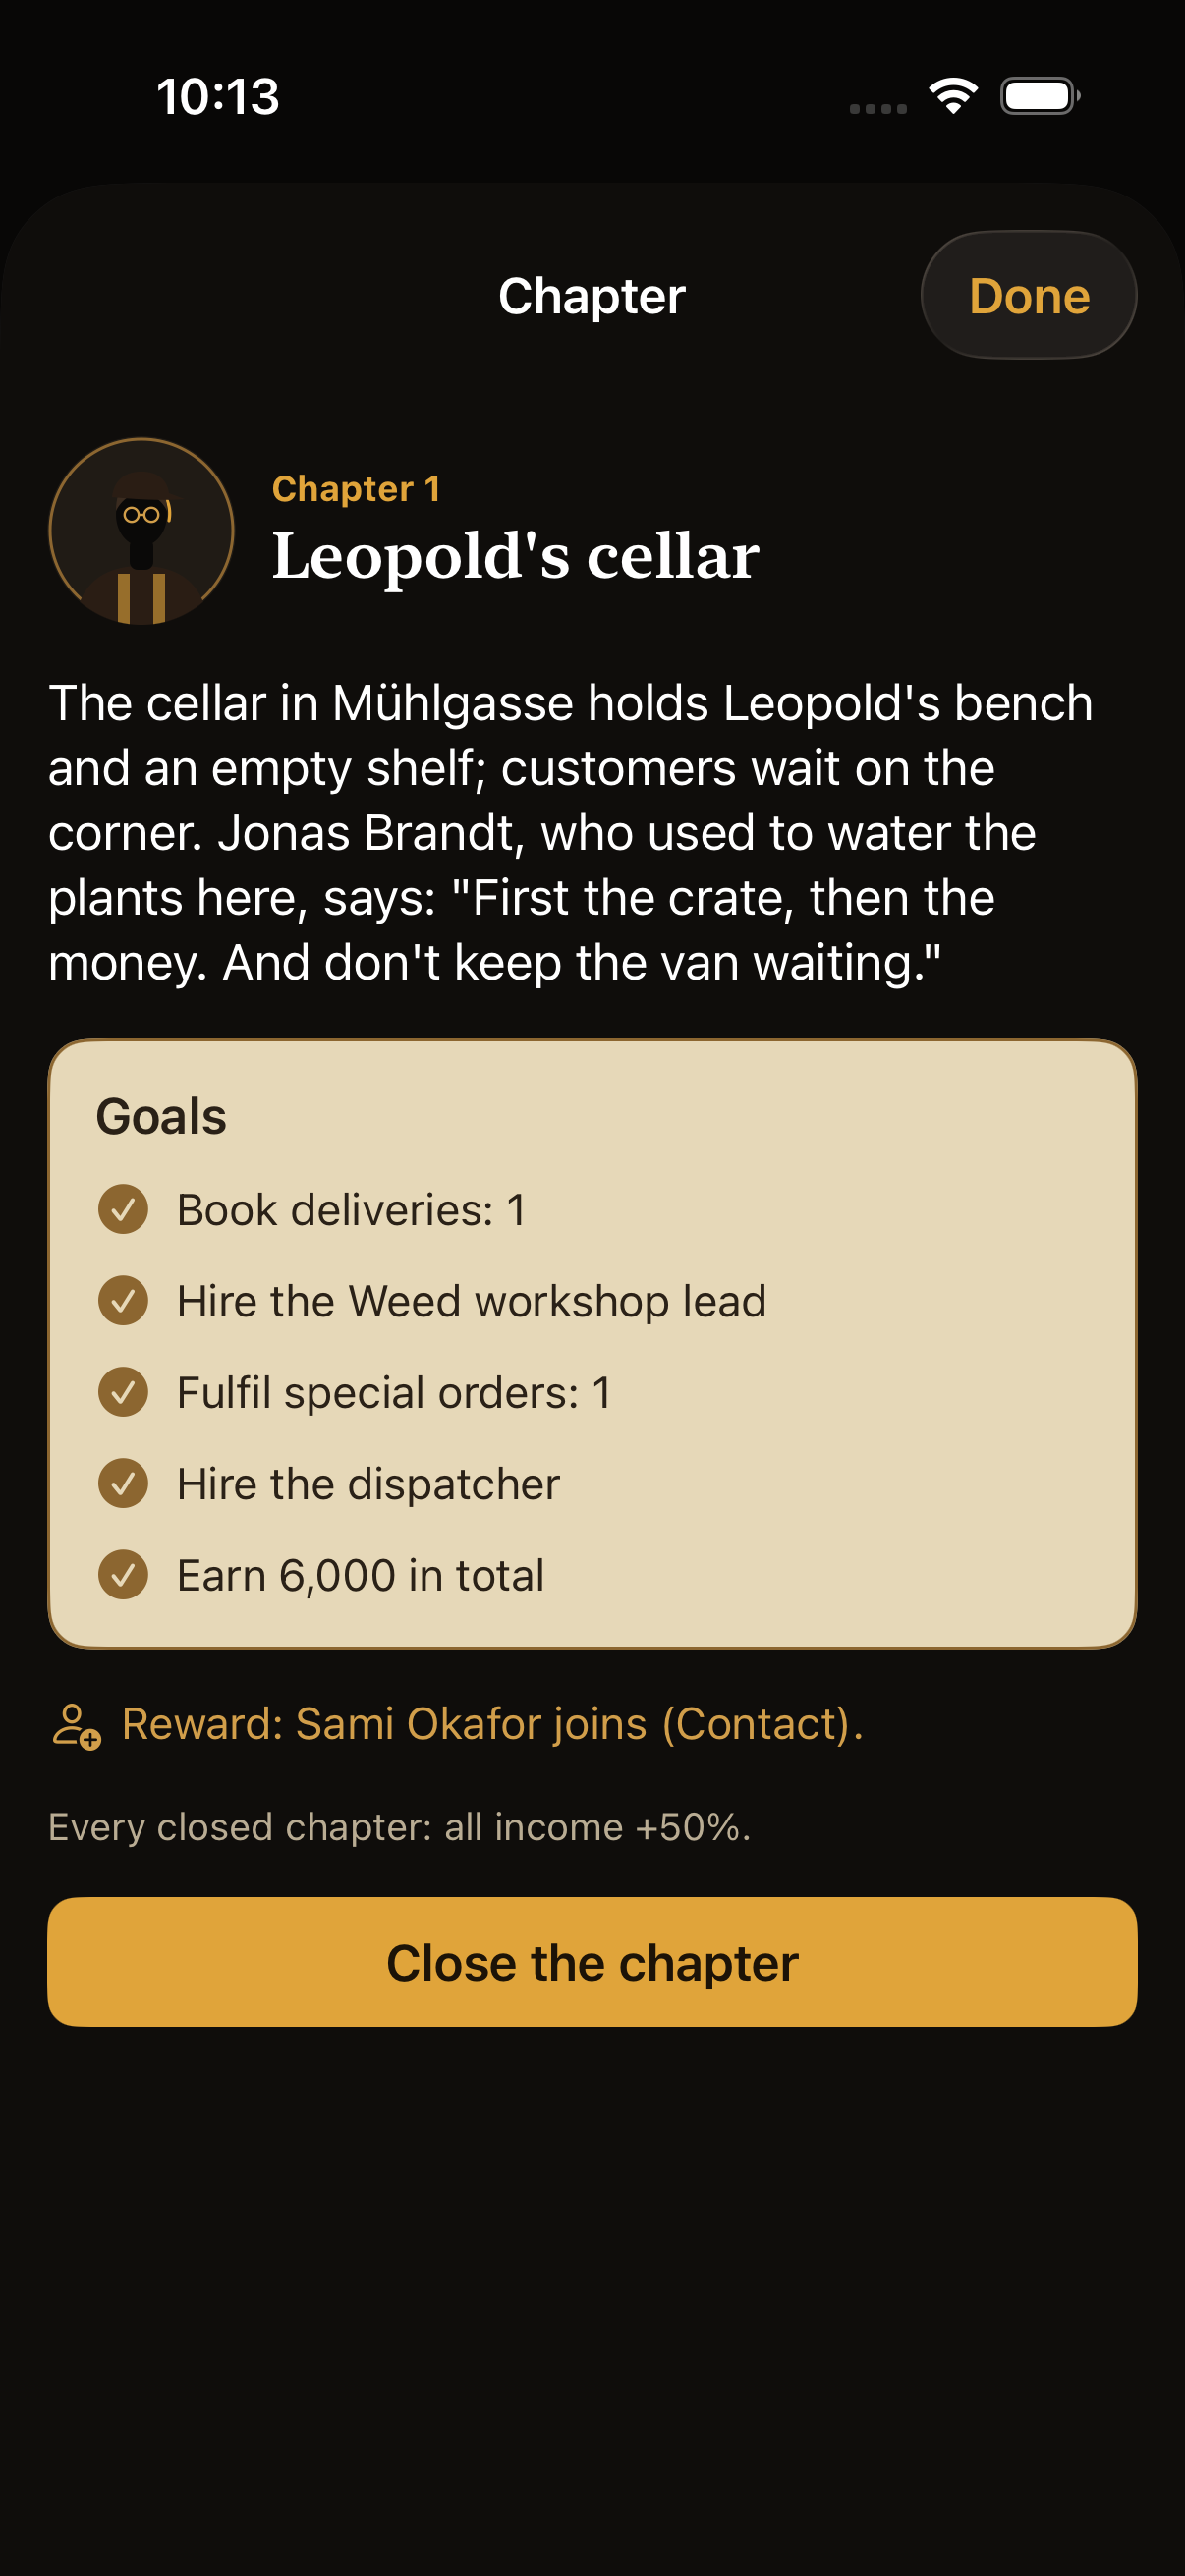 10:13
Chapter
Done
Chapter 1
Leopold's cellar
The cellar in Mühlgasse holds Leopold's bench
and an empty shelf; customers wait on the
corner. Jonas Brandt, who used to water the
plants here, says: "First the crate, then the
money. And don't keep the van waiting."
Goals
Book deliveries: 1
Hire the Weed workshop lead
Fulfil special orders: 1
Hire the dispatcher
Earn 6,000 in total
Reward: Sami Okafor joins (Contact).
Every closed chapter: all income +50%.
Close the chapter